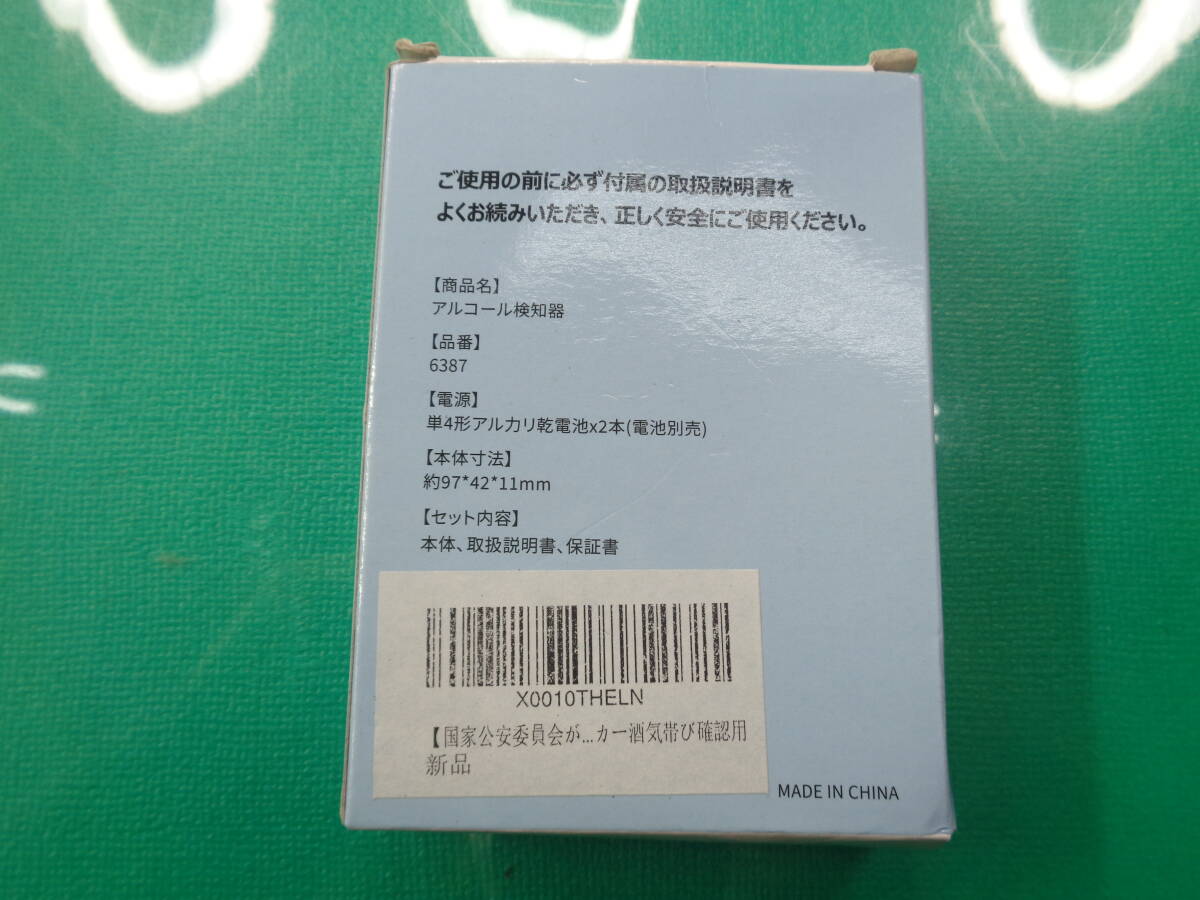 ご使用の前に必ず付属の取扱説明書を
よくお続みいただき、正しく安全にご使用ください。
【商品名】
アルコール検知器
【品番】
6387
【電源】
単4形アルカリ乾電池x2本(電池別売)
【本体寸法】
約97*42*11mm
【セット内容】
本体、取扱説明書、保証書
X0010THELN
【国家公安委員会が...カー酒気帯び確認用
新品
MADE IN CHINA